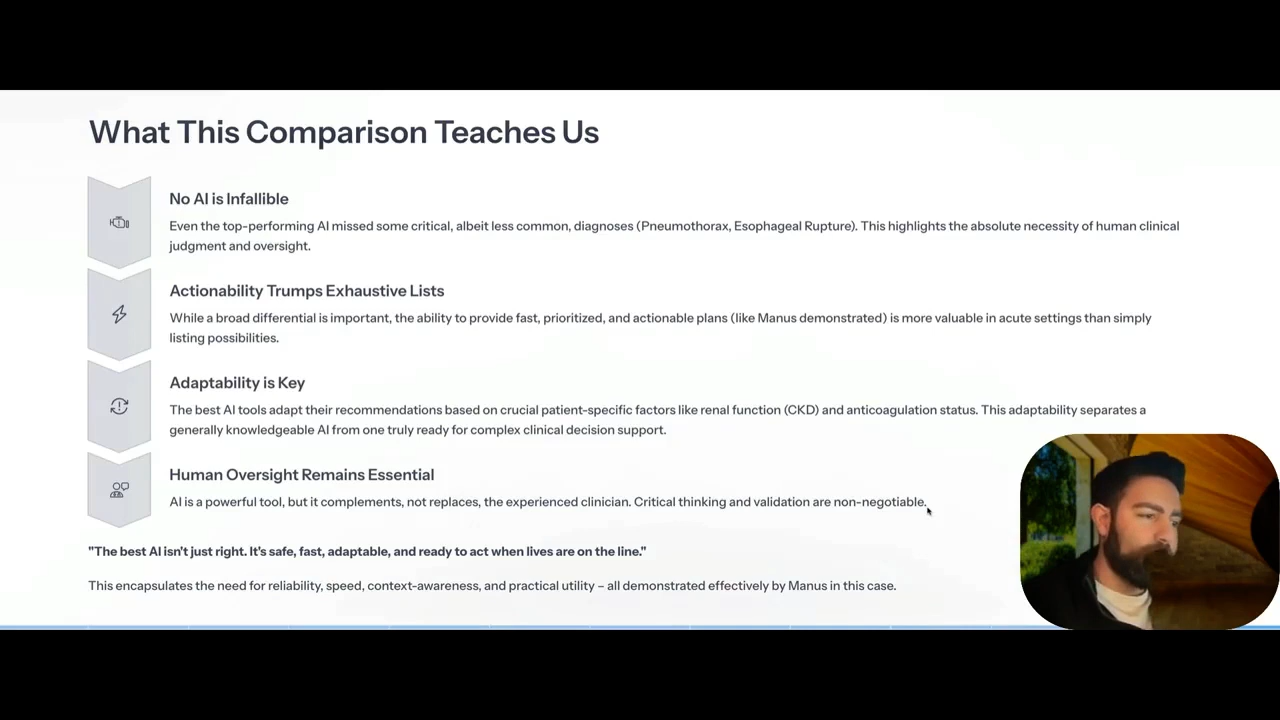 What This Comparison Teaches Us
No AI is Infallible
Even the top-performing AI missed some critical, albeit less common, diagnoses (Pneumothorax, Esophageal Rupture). This highlights the absolute necessity of human clinical
judgment and oversight.
Actionability Trumps Exhaustive Lists
While a broad differential is important, the ability to provide fast, prioritized, and actionable plans (like Manus demonstrated) is more valuable in acute settings than simply
listing possibilities.
Adaptability is Key
The best AI tools adapt their recommendations based on crucial patient-specific factors like renal function (CKD) and anticoagulation status. This adaptability separates a
generally knowledgeable AI from one truly ready for complex clinical decision support.
Human Oversight Remains Essential
AI is a powerful tool, but it complements, not replaces, the experienced clinician. Critical thinking and validation are non-negotiable.
"The best AI isn't just right. It's safe, fast, adaptable, and ready to act when lives are on the line."
This encapsulates the need for reliability, speed, context-awareness, and practical utility – all demonstrated effectively by Manus in this case.